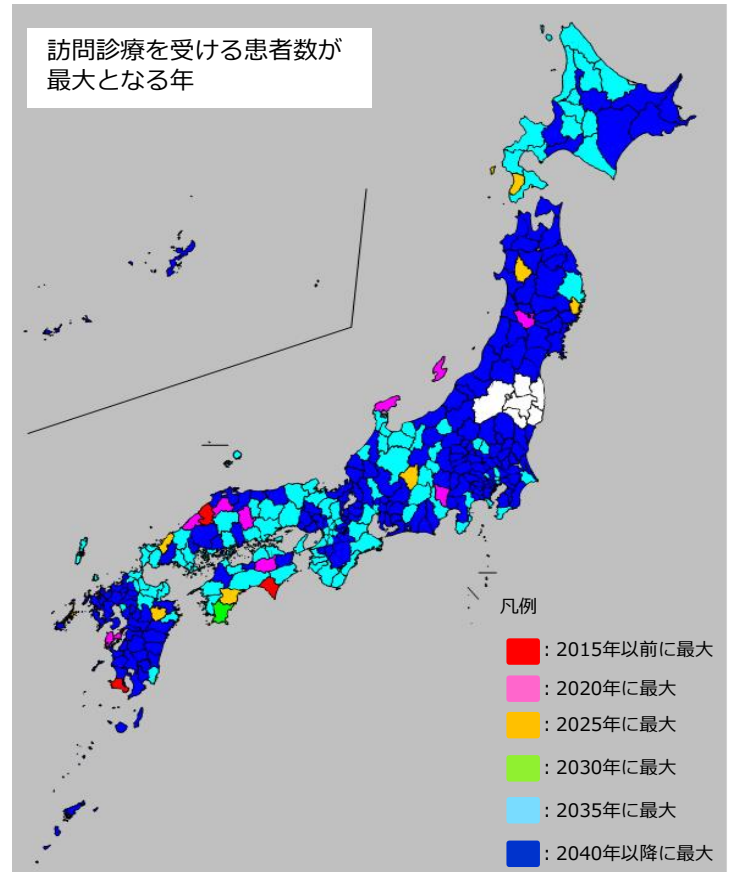 訪問診療を受ける患者数が
最大となる年
凡例
：2015年以前に最大
：2020年に最大
：2025年に最大
：2030年に最大
：2035年に最大
：2040年以降に最大